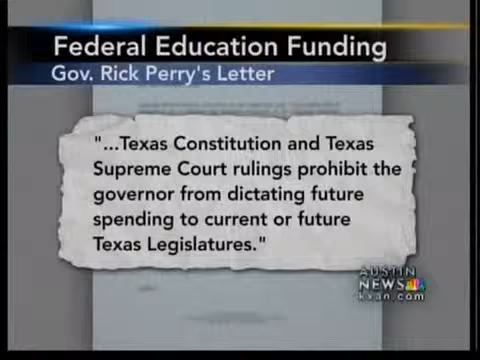 Federal Education Funding
Gov. Rick Perry's Letter
"...Texas Constitution and Texas
Supreme Court rulings prohibit the
governor from dictating future
spending to current or future
Texas Legislatures."
AUSTIN
NEWS
kxan.com